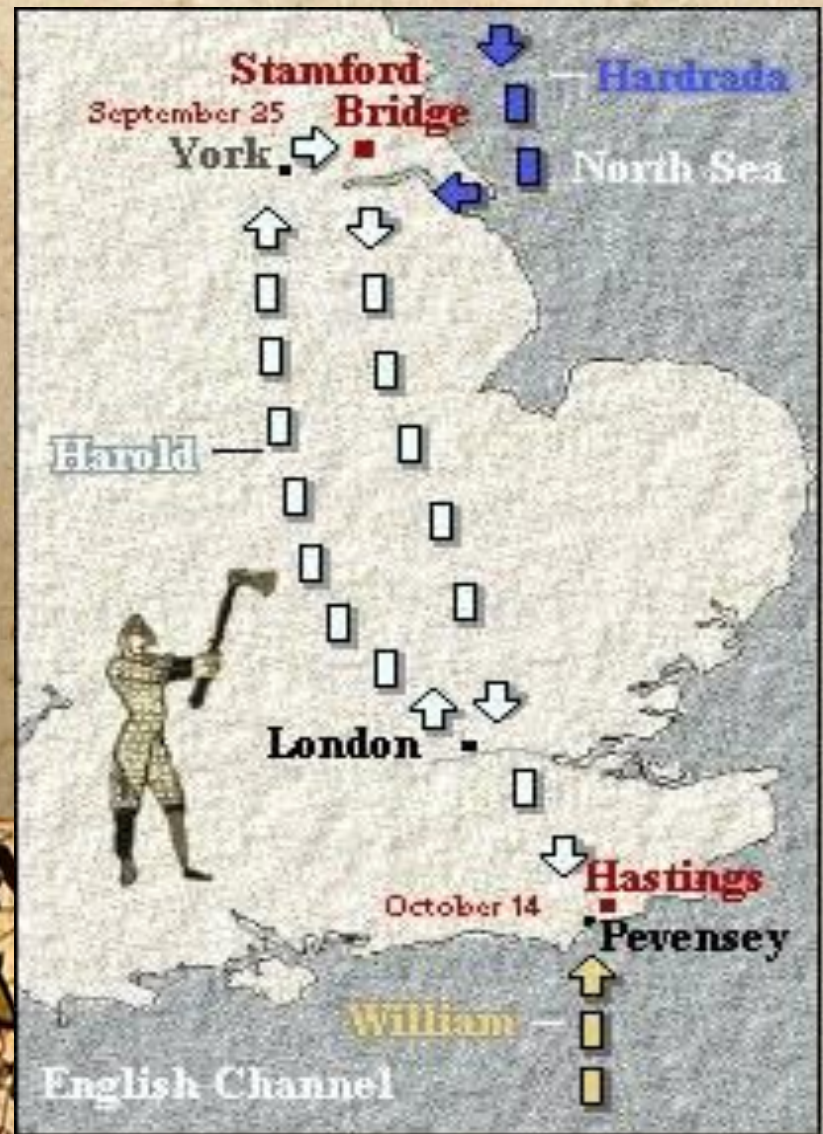 Stamford
Bridge
September 25
York
Hardrada
North Sea
Harold
London
Hastings
October 14
Pevensey
William
English Channel